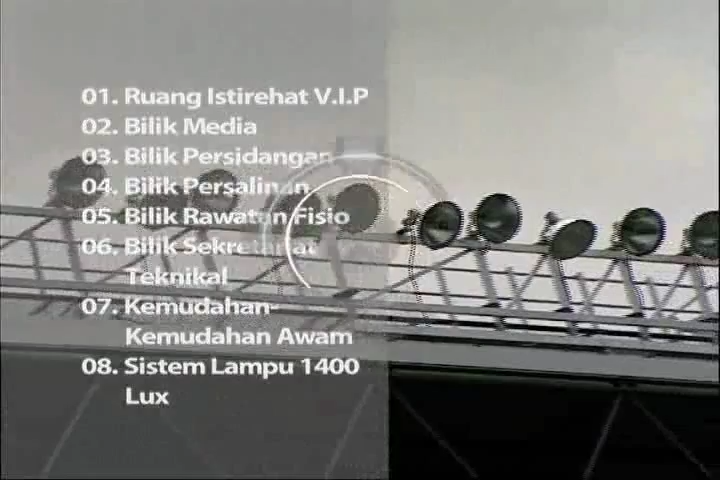 01. Ruang Istirehat V.I.P
02. Bilik Media
03. Bilik Persidangan
04. Bilik Persalinan
05. Bilik Rawatan Fisio
06. Bilik Sekretariat
Teknikal
07. Kemudahan-
Kemudahan Awam
08. Sistem Lampu 1400
Lux